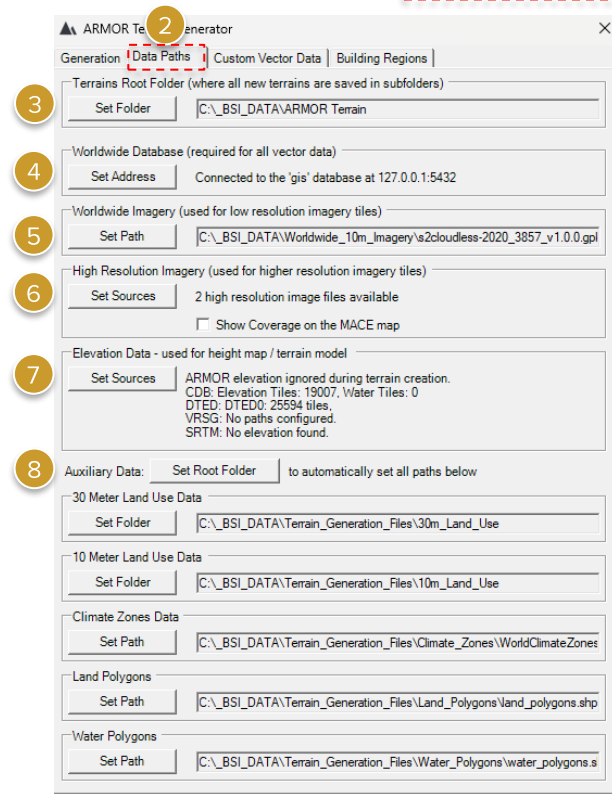 2
ARMOR Te enerator
Generation Data Paths Custom Vector Data Building Regions
Terrains Root Folder (where all new terrains are saved in subfolders)
3 Set Folder C:\_BSI_DATA\ARMOR Terrain
Worldwide Database (required for all vector data)
4 Set Address Connected to the 'gis' database at 127.0.0.1:5432
Worldwide Imagery (used for low resolution imagery tiles)
5 Set Path C:\_BSI_DATA\Worldwide_10m_Imagery\s2cloudless-2020_3857_v1.0.0.gpl
High Resolution Imagery (used for higher resolution imagery tiles)
6 Set Sources 2 high resolution image files available
Show Coverage on the MACE map
Elevation Data - used for height map / terrain model
7 Set Sources ARMOR elevation ignored during terrain creation.
CDB: Elevation Tiles: 19007, Water Tiles: 0
DTED: DTED0: 25594 tiles,
VRSG: No paths configured.
SRTM: No elevation found.
8 Auxiliary Data: Set Root Folder to automatically set all paths below
30 Meter Land Use Data
Set Folder C:\_BSI_DATA\Terrain_Generation_Files\30m_Land_Use
10 Meter Land Use Data
Set Folder C:\_BSI_DATA\Terrain_Generation_Files\10m_Land_Use
Climate Zones Data
Set Path C:\_BSI_DATA\Terrain_Generation_Files\Climate_Zones\WorldClimateZones
Land Polygons
Set Path C:\_BSI_DATA\Terrain_Generation_Files\Land_Polygons\land_polygons.shp
Water Polygons
Set Path C:\_BSI_DATA\Terrain_Generation_Files\Water_Polygons\water_polygons.s